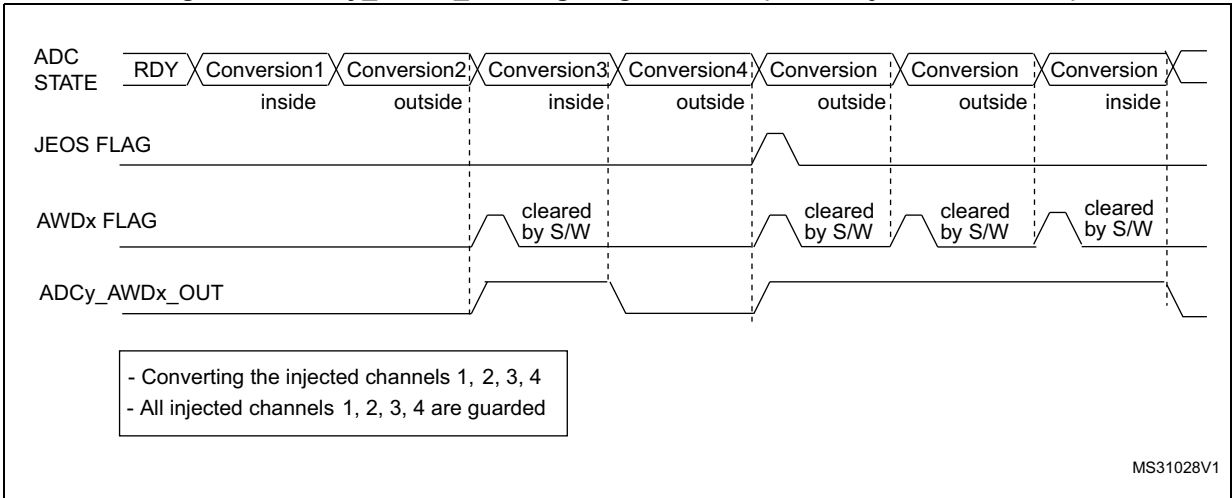 ADC
STATE
RDY Conversion1 Conversion2 Conversion3 Conversion4 Conversion Conversion Conversion
inside outside inside outside outside outside inside
JEOS FLAG
AWDx FLAG
cleared
by S/W
cleared
by S/W
cleared
by S/W
cleared
by S/W
ADCy_AWDx_OUT
- Converting the injected channels 1, 2, 3, 4
- All injected channels 1, 2, 3, 4 are guarded
MS31028V1